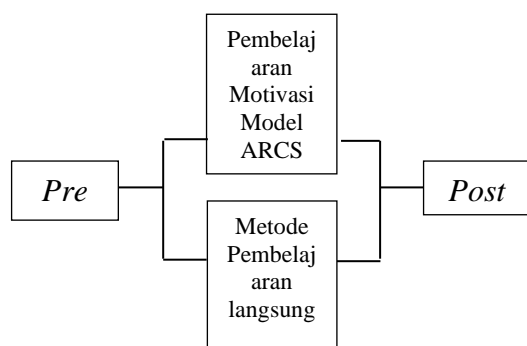 Pembelaj
aran
Motivasi
Model
ARCS
Pre
Post
Metode
Pembelaj
aran
langsung